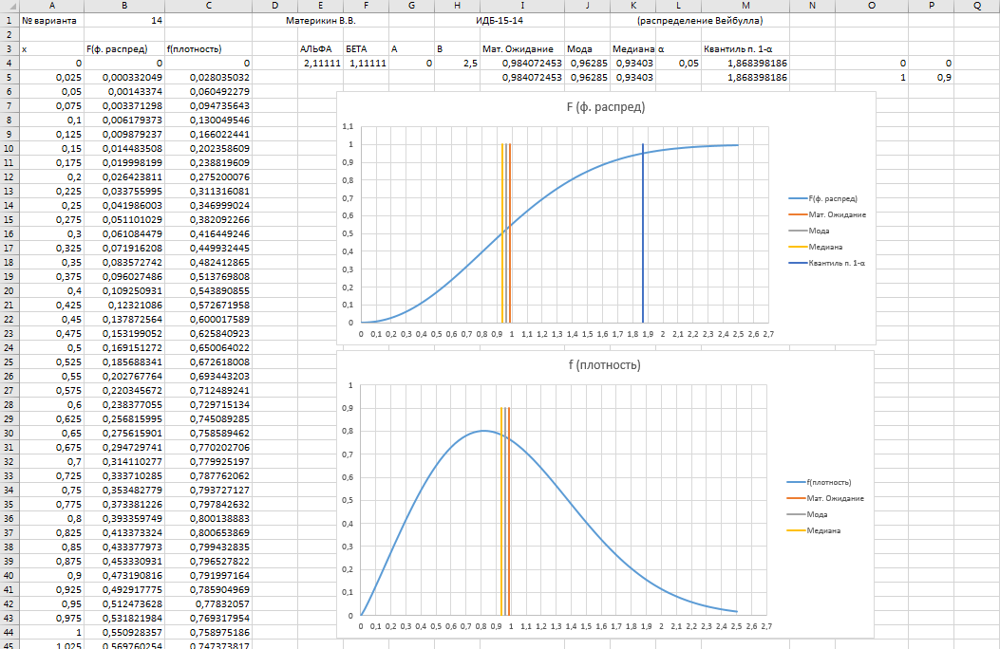 A B C D E F G H I J K L M N O P Q
1 № варианта 14 Материкин В.В. ИДБ-15-14 (распределение Вейбулла)
2
3 x F(ф. распред) f(плотность) АЛЬФА БЕТА A B Мат. Ожидание Мода Медиана α Квантиль п. 1-α
4 0 0 0 2,11111 1,11111 0 2,5 0,984072453 0,96285 0,93403 0,05 1,868398186 0 0
5 0,025 0,000332049 0,028035032 0,984072453 0,96285 0,93403 1,868398186 1 0,9
6 0,05 0,00143374 0,060492279
7 0,075 0,003371298 0,094735643
8 0,1 0,006179373 0,130049546
9 0,125 0,009879237 0,166022441
10 0,15 0,014483508 0,202358609
11 0,175 0,019998199 0,238819609
12 0,2 0,026423811 0,275200076
13 0,225 0,033755995 0,311316081
14 0,25 0,041986003 0,346999024
15 0,275 0,051101029 0,382092266
16 0,3 0,061084479 0,416449246
17 0,325 0,071916208 0,449932445
18 0,35 0,083572742 0,482412865
19 0,375 0,096027486 0,513769808
20 0,4 0,109250931 0,543890855
21 0,425 0,12321086 0,572671958
22 0,45 0,137872564 0,600017589
23 0,475 0,153199052 0,625840923
24 0,5 0,169151272 0,650064022
25 0,525 0,185688341 0,672618008
26 0,55 0,202767764 0,693443203
27 0,575 0,220345672 0,712489241
28 0,6 0,238377055 0,729715134
29 0,625 0,256815995 0,745089285
30 0,65 0,275615901 0,758589462
31 0,675 0,294729741 0,770202706
32 0,7 0,314110277 0,779925197
33 0,725 0,333710285 0,787762062
34 0,75 0,353482779 0,793727127
35 0,775 0,373381226 0,797842632
36 0,8 0,393359749 0,800138883
37 0,825 0,413373324 0,800653869
38 0,85 0,433377973 0,799432835
39 0,875 0,453330931 0,796527822
40 0,9 0,473190816 0,791997164
41 0,925 0,492917775 0,785904969
42 0,95 0,512473628 0,77832057
43 0,975 0,531821984 0,769317954
44 1 0,550928357 0,758975186
45 1,025 0,569760254 0,747373817
F (ф. распред)
1,1
1
0,9
0,8
0,7
0,6
0,5
0,4
0,3
0,2
0,1
0
0 0,1 0,2 0,3 0,4 0,5 0,6 0,7 0,8 0,9 1 1,1 1,2 1,3 1,4 1,5 1,6 1,7 1,8 1,9 2 2,1 2,2 2,3 2,4 2,5 2,6 2,7
F(ф. распред)
Мат. Ожидание
Мода
Медиана
Квантиль п. 1-α
f (плотность)
1
0,9
0,8
0,7
0,6
0,5
0,4
0,3
0,2
0,1
0
0 0,1 0,2 0,3 0,4 0,5 0,6 0,7 0,8 0,9 1 1,1 1,2 1,3 1,4 1,5 1,6 1,7 1,8 1,9 2 2,1 2,2 2,3 2,4 2,5 2,6 2,7
f(плотность)
Мат. Ожидание
Мода
Медиана